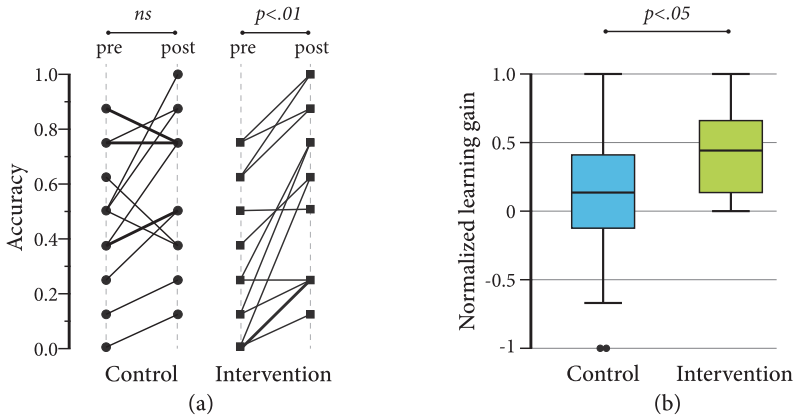 ns
p<.01
pre
post
pre
post
1.0
0.8
0.6
0.4
0.2
0.0
Accuracy
Control
Intervention
(a)
p<.05
1.0
0.5
0
-0.5
-1
Normalized learning gain
Control
Intervention
(b)